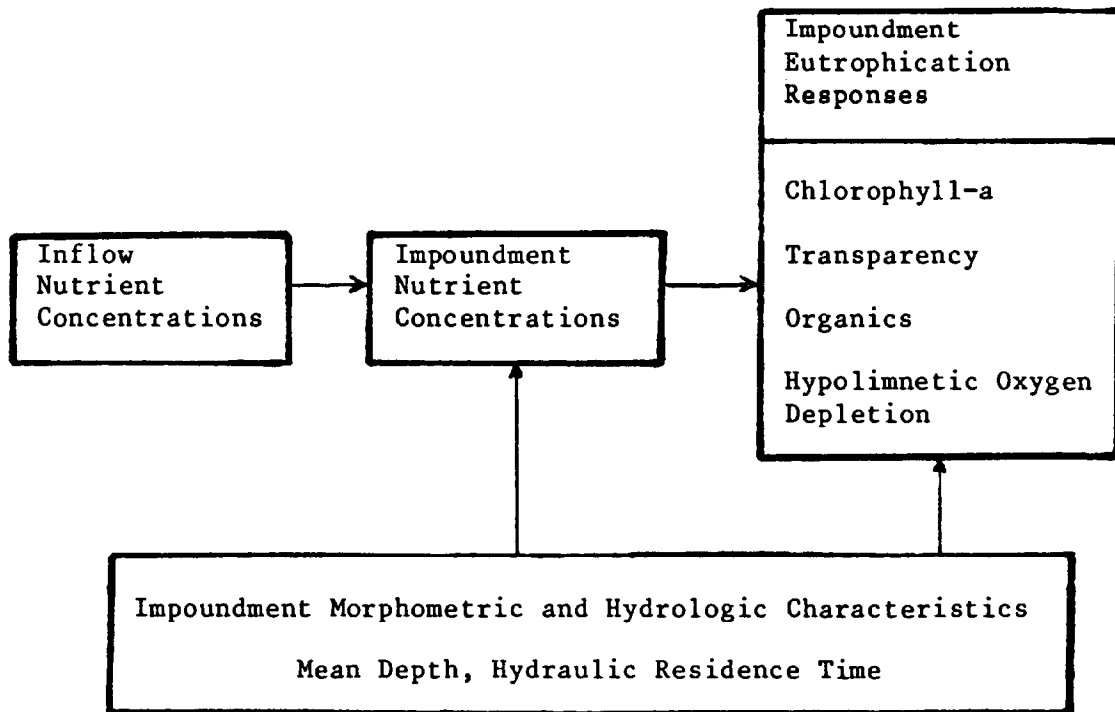 Inflow
Nutrient
Concentrations
Impoundment
Nutrient
Concentrations
Impoundment
Eutrophication
Responses
Chlorophyll-a
Transparency
Organics
Hypolimnetic Oxygen
Depletion
Impoundment Morphometric and Hydrologic Characteristics
Mean Depth, Hydraulic Residence Time